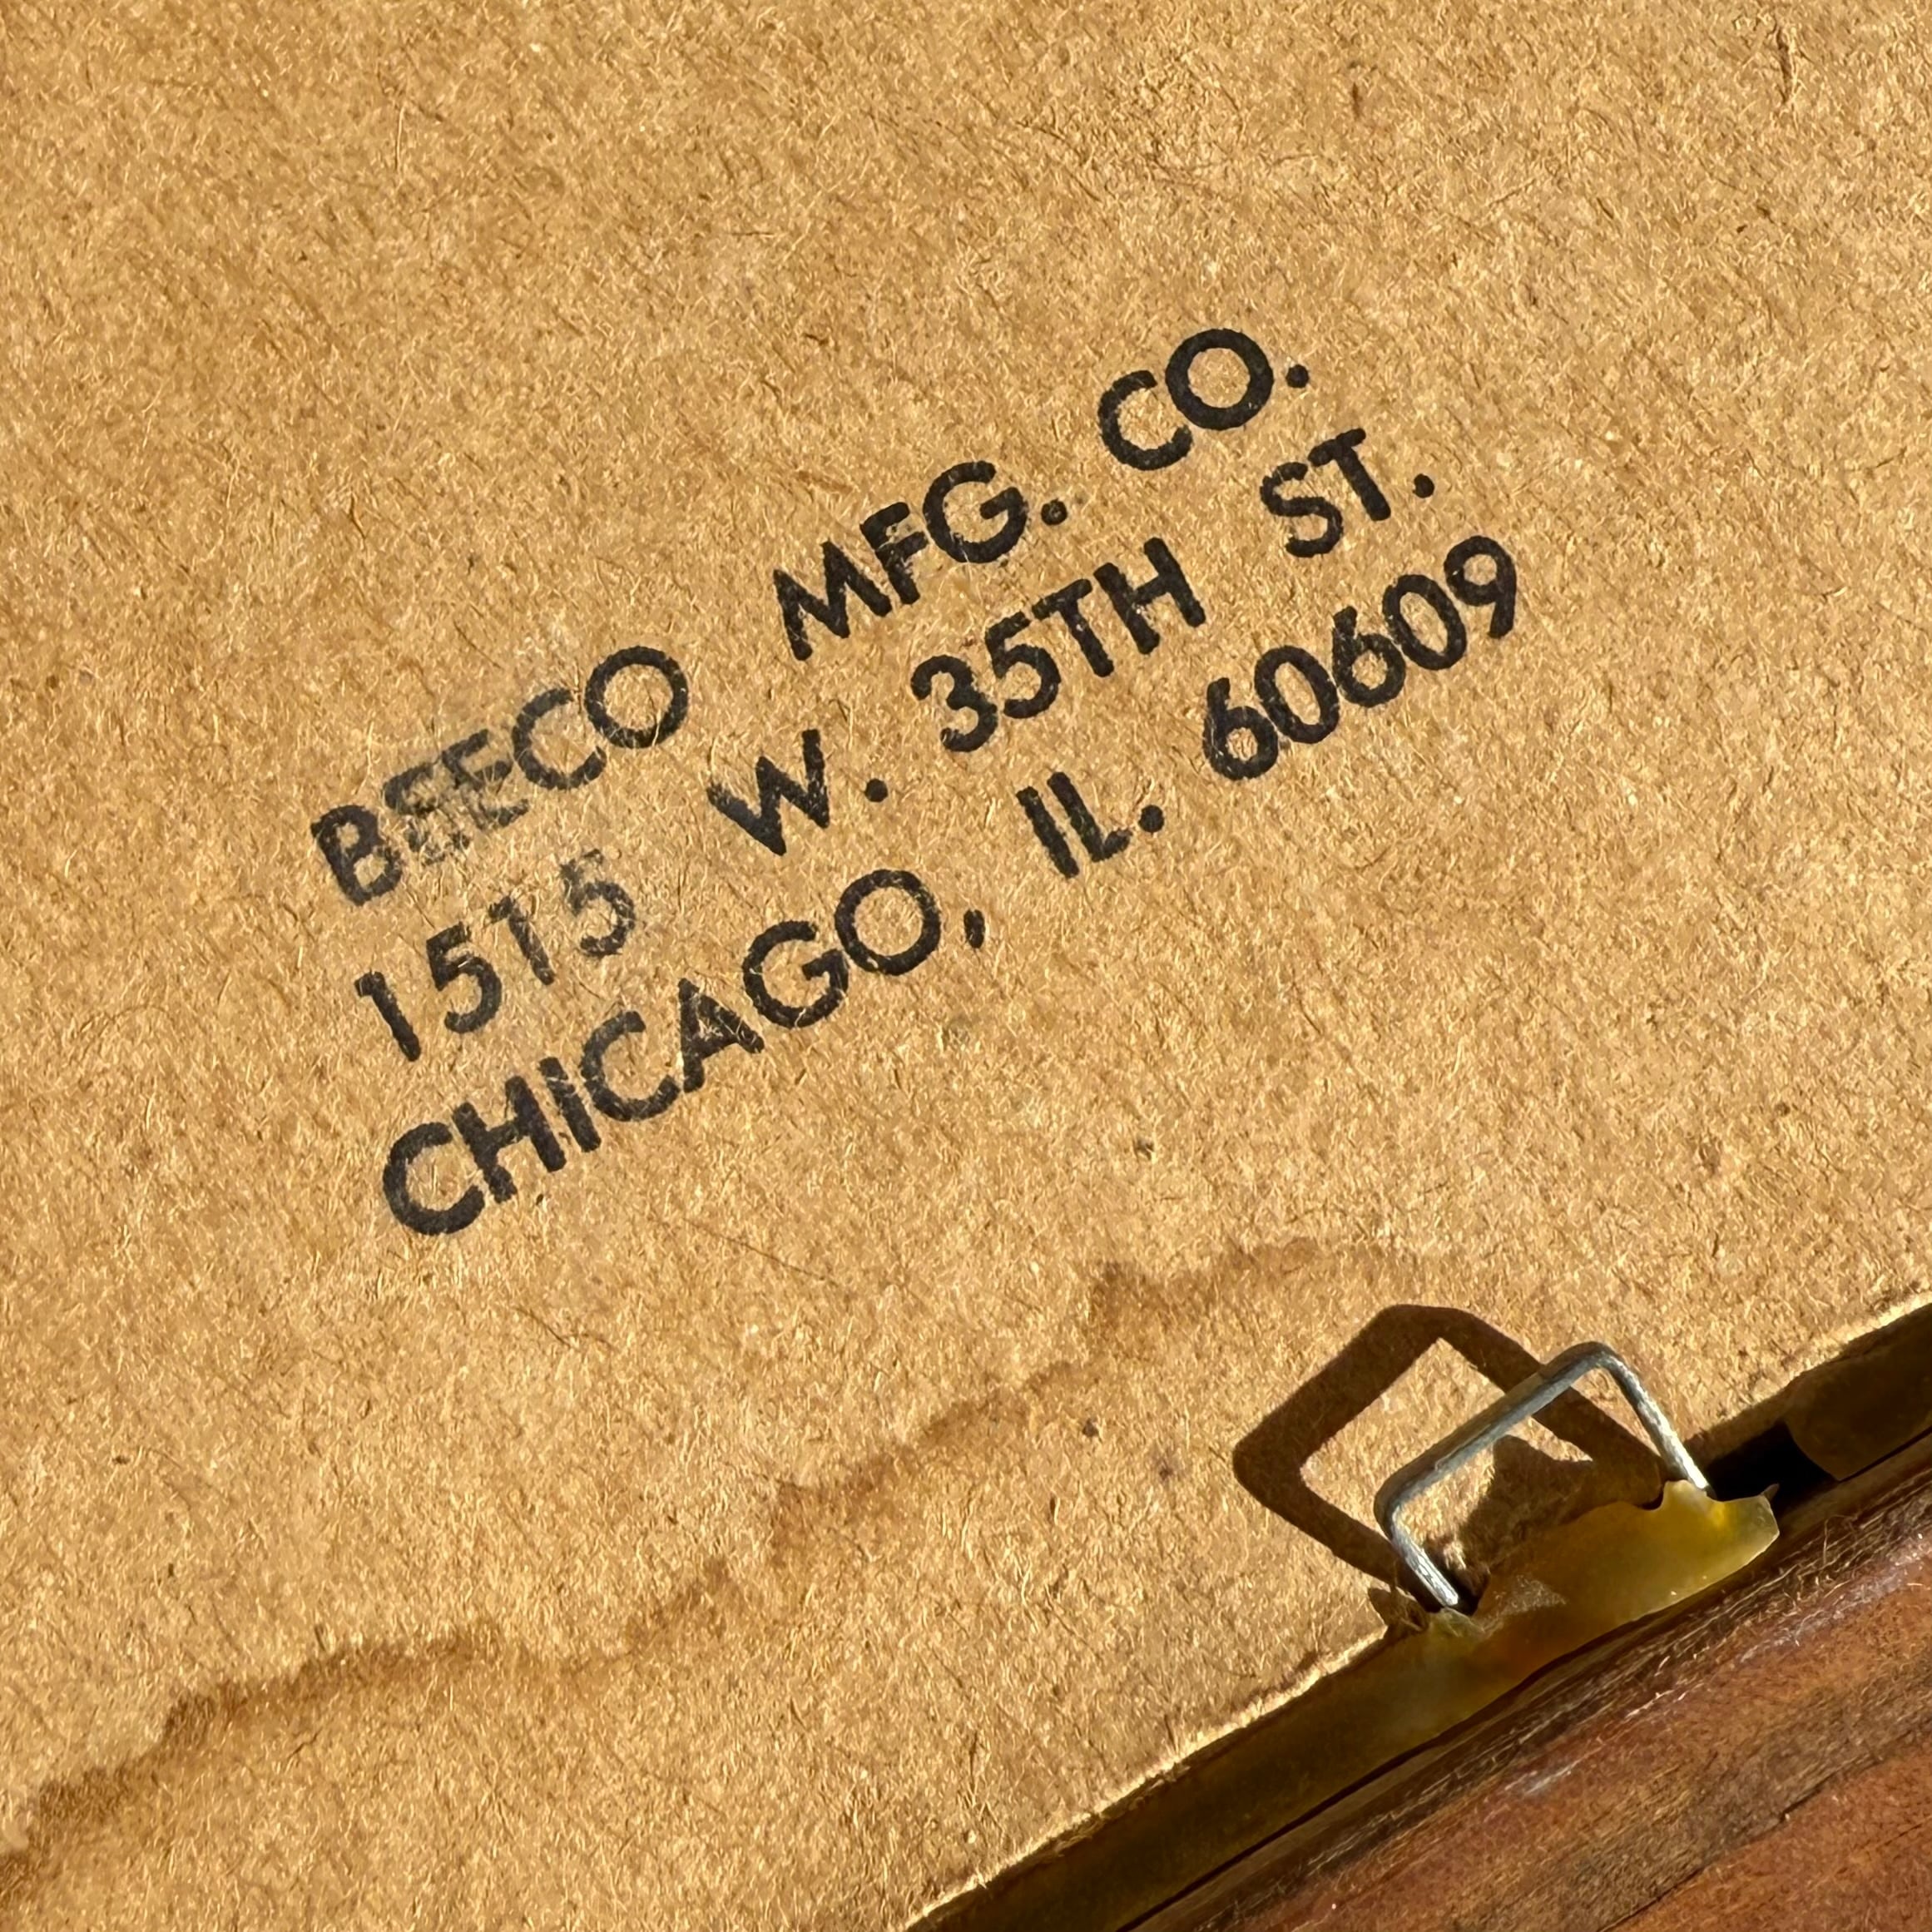 BEECO MFG. CO.
1515 W. 35TH ST.
CHICAGO, IL. 60609